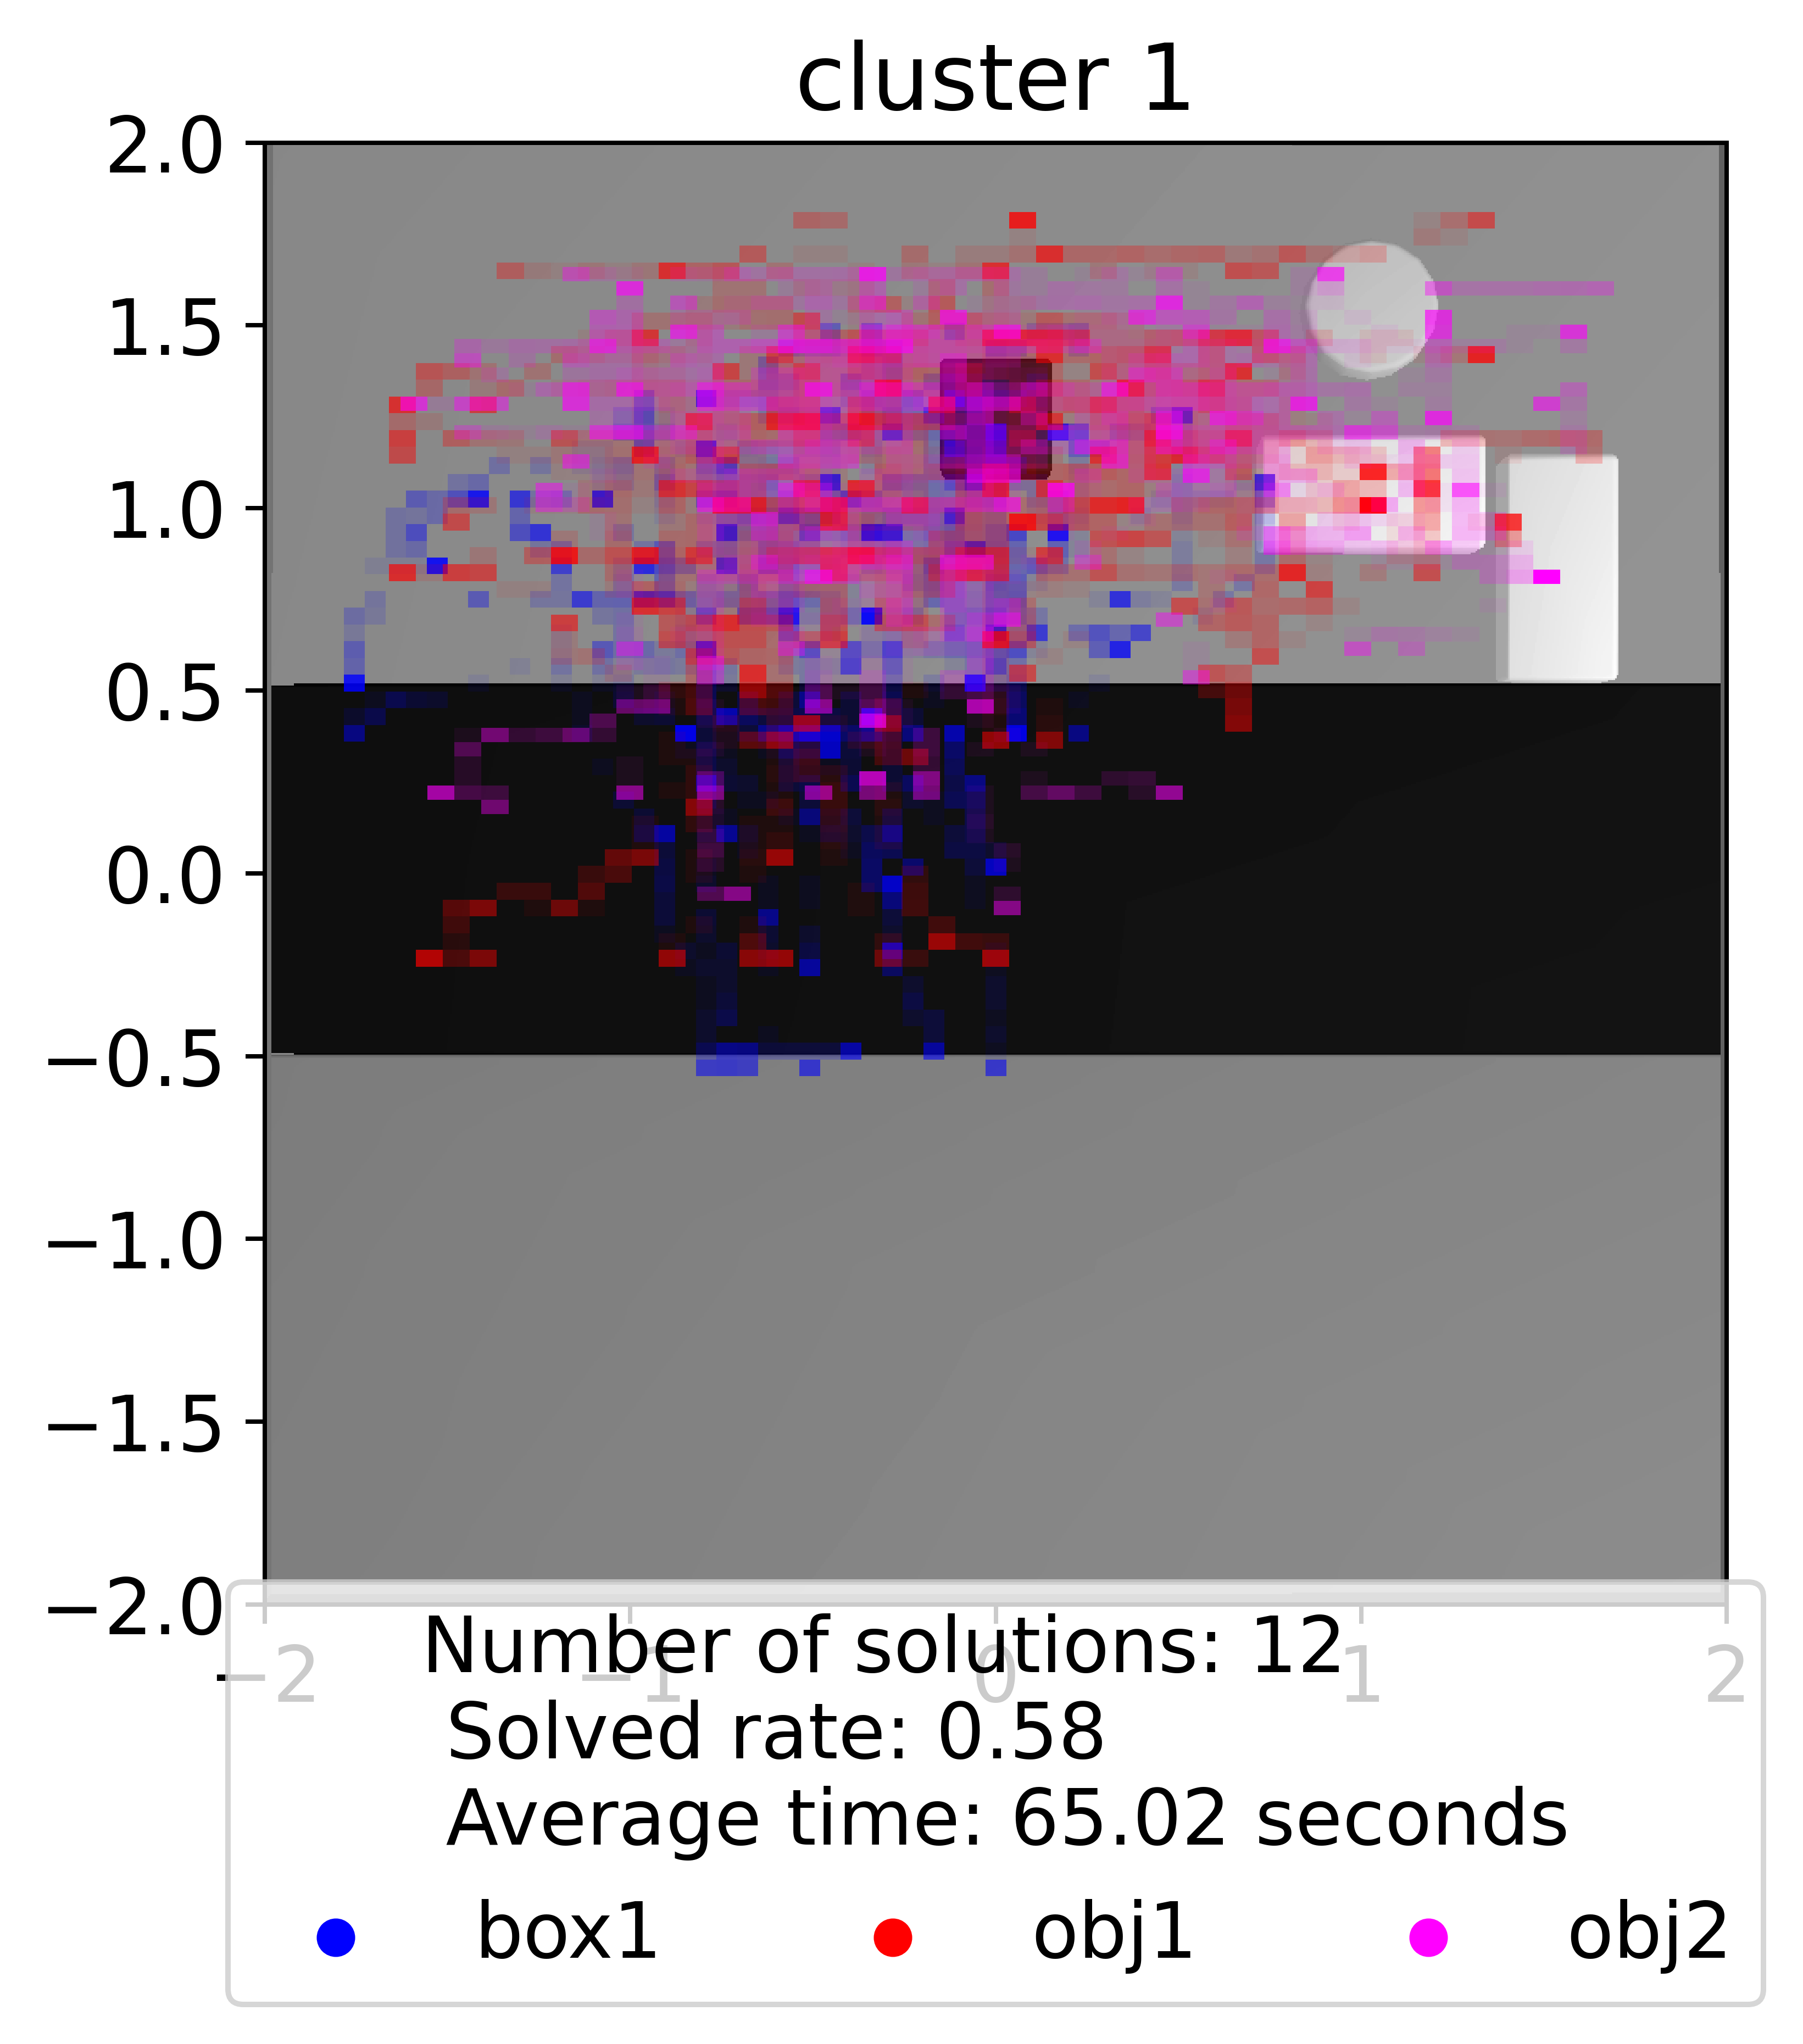 cluster 1
2.0
1.5
1.0
0.5
0.0
−0.5
−1.0
−1.5
−2.0
−2 −1 0 1 2
Number of solutions: 12
Solved rate: 0.58
Average time: 65.02 seconds
box1 obj1 obj2